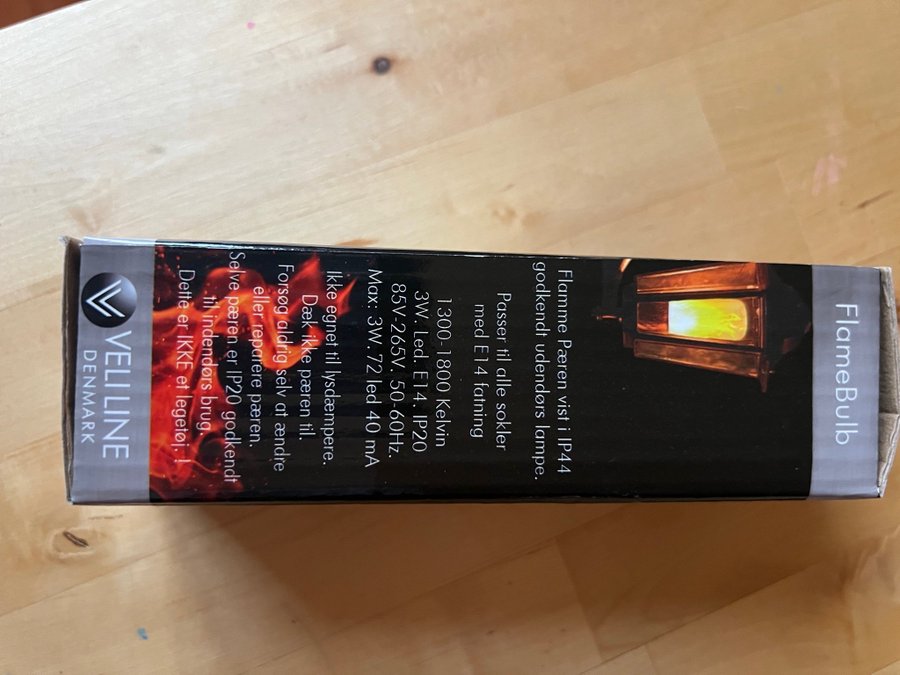 FlameBulb
Flamme Pæren vist i IP44
godkendt udendørs lampe.
Passer til alle sokler
med E14 fatning
1300-1800 Kelvin
3W. Led. E14. IP20
85V-265V, 50-60Hz.
Max: 3W.72 led 40 mA
Ikke egnet til lysdæmpere.
Dæk ikke pæren til.
Forsøg aldrig selv at ændre
eller reparere pæren.
Selve pæren er IP20 godkendt
til indendørs brug.
Dette er IKKE et legetøj. !
VELI LINE
DENMARK